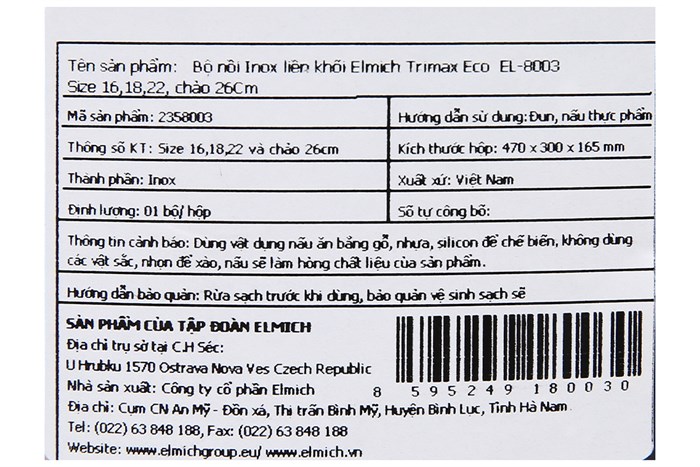 Tên sản phẩm: Bộ nồi Inox liền khối Elmich Trimax Eco EL-8003
Size 16,18,22, chảo 26Cm
Mã sản phẩm: 2358003
Hướng dẫn sử dụng:Đun, nấu thực phẩm
Thông số KT: Size 16,18,22 và chảo 26cm
Kích thước hộp: 470 x 300 x 165 mm
Thành phần: Inox
Xuất xứ: Việt Nam
Định lượng: 01 bộ/ hộp
Số tự công bố:
Thông tin cảnh báo: Dùng vật dụng nấu ăn bằng gỗ, nhựa, silicon để chế biến, không dùng
các vật sắc, nhọn để xào, nấu sẽ làm hỏng chất liệu của sản phẩm.
Hướng dẫn bảo quản: Rửa sạch trước khi dùng, bảo quản vệ sinh sạch sẽ
SẢN PHẨM CỦA TẬP ĐOÀN ELMICH
Địa chỉ trụ sở tại C.H Séc:
U Hrubku 1570 Ostrava Nova Ves Czech Republic
Nhà sản xuất: Công ty cổ phần Elmich
8 595249 180030
Địa chỉ: Cụm CN An Mỹ - Đồn xá, Thị trấn Bình Mỹ, Huyện Bình Lục, Tỉnh Hà Nam
Tel: (022) 63 848 188, Fax: (022) 63 848 188
Website: www.elmichgroup.eu/ www.elmich.vn